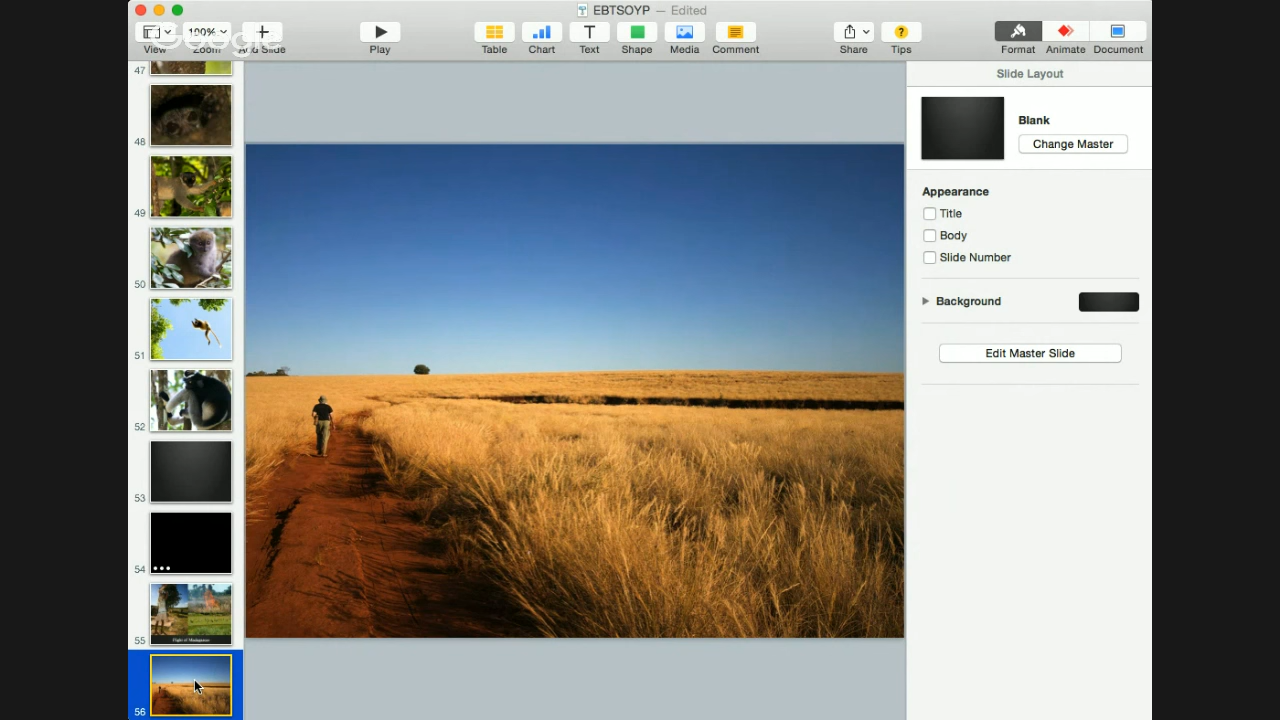 EBTSOYP — Edited
Google
View 100% Zoom Add Slide Play Table Chart Text Shape Media Comment Share Tips Format Animate Document
Slide Layout
Blank
Change Master
Appearance
Title
Body
Slide Number
Background
Edit Master Slide
47
48
49
50
51
52
53
54
55
56